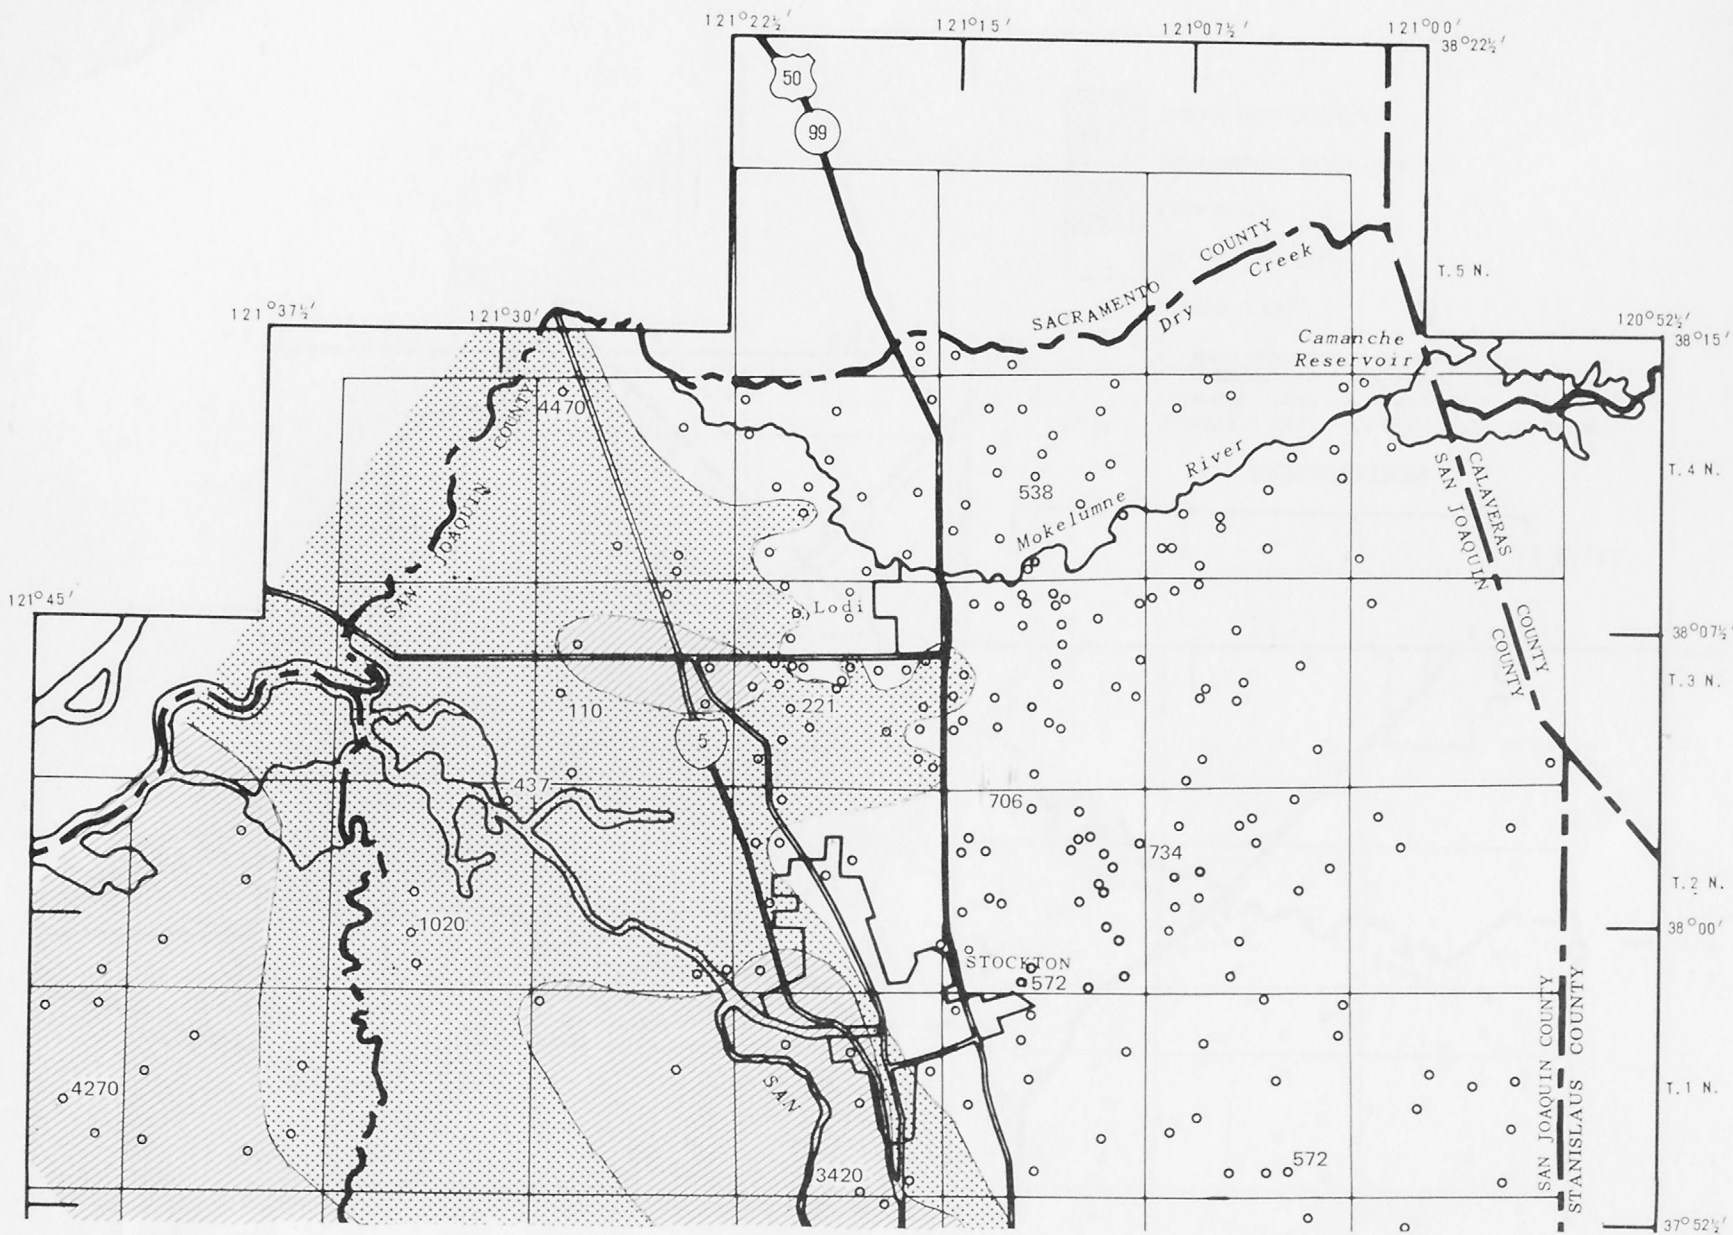 121°22½′ 121°15′ 121°07½′ 121°00′
38°22½′
50
99
COUNTY
Creek
T.5 N.
SACRAMENTO
Dry
121°37½′ 121°30′ 120°52½′
Camanche 38°15′
Reservoir
4470
COUNTY
River
T.4 N.
538
Mokelumne
CALAVERAS
SAN JOAQUIN
JOAQUIN
SAN
121°45′
Lodi
COUNTY
COUNTY
38°07½′
T.3 N.
110 221
5
437
706
734
T.2 N.
1020
38°00′
STOCKTON
572
SAN JOAQUIN COUNTY
STANISLAUS COUNTY
4270
SAN
T.1 N.
572
3420
37°52½′